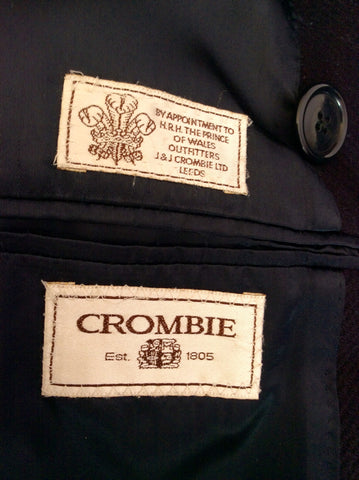 BY APPOINTMENT TO
H.R.H. THE PRINCE
OF WALES
OUTFITTERS
J & J CROMBIE LTD
LEEDS
CROMBIE
Est. 1805